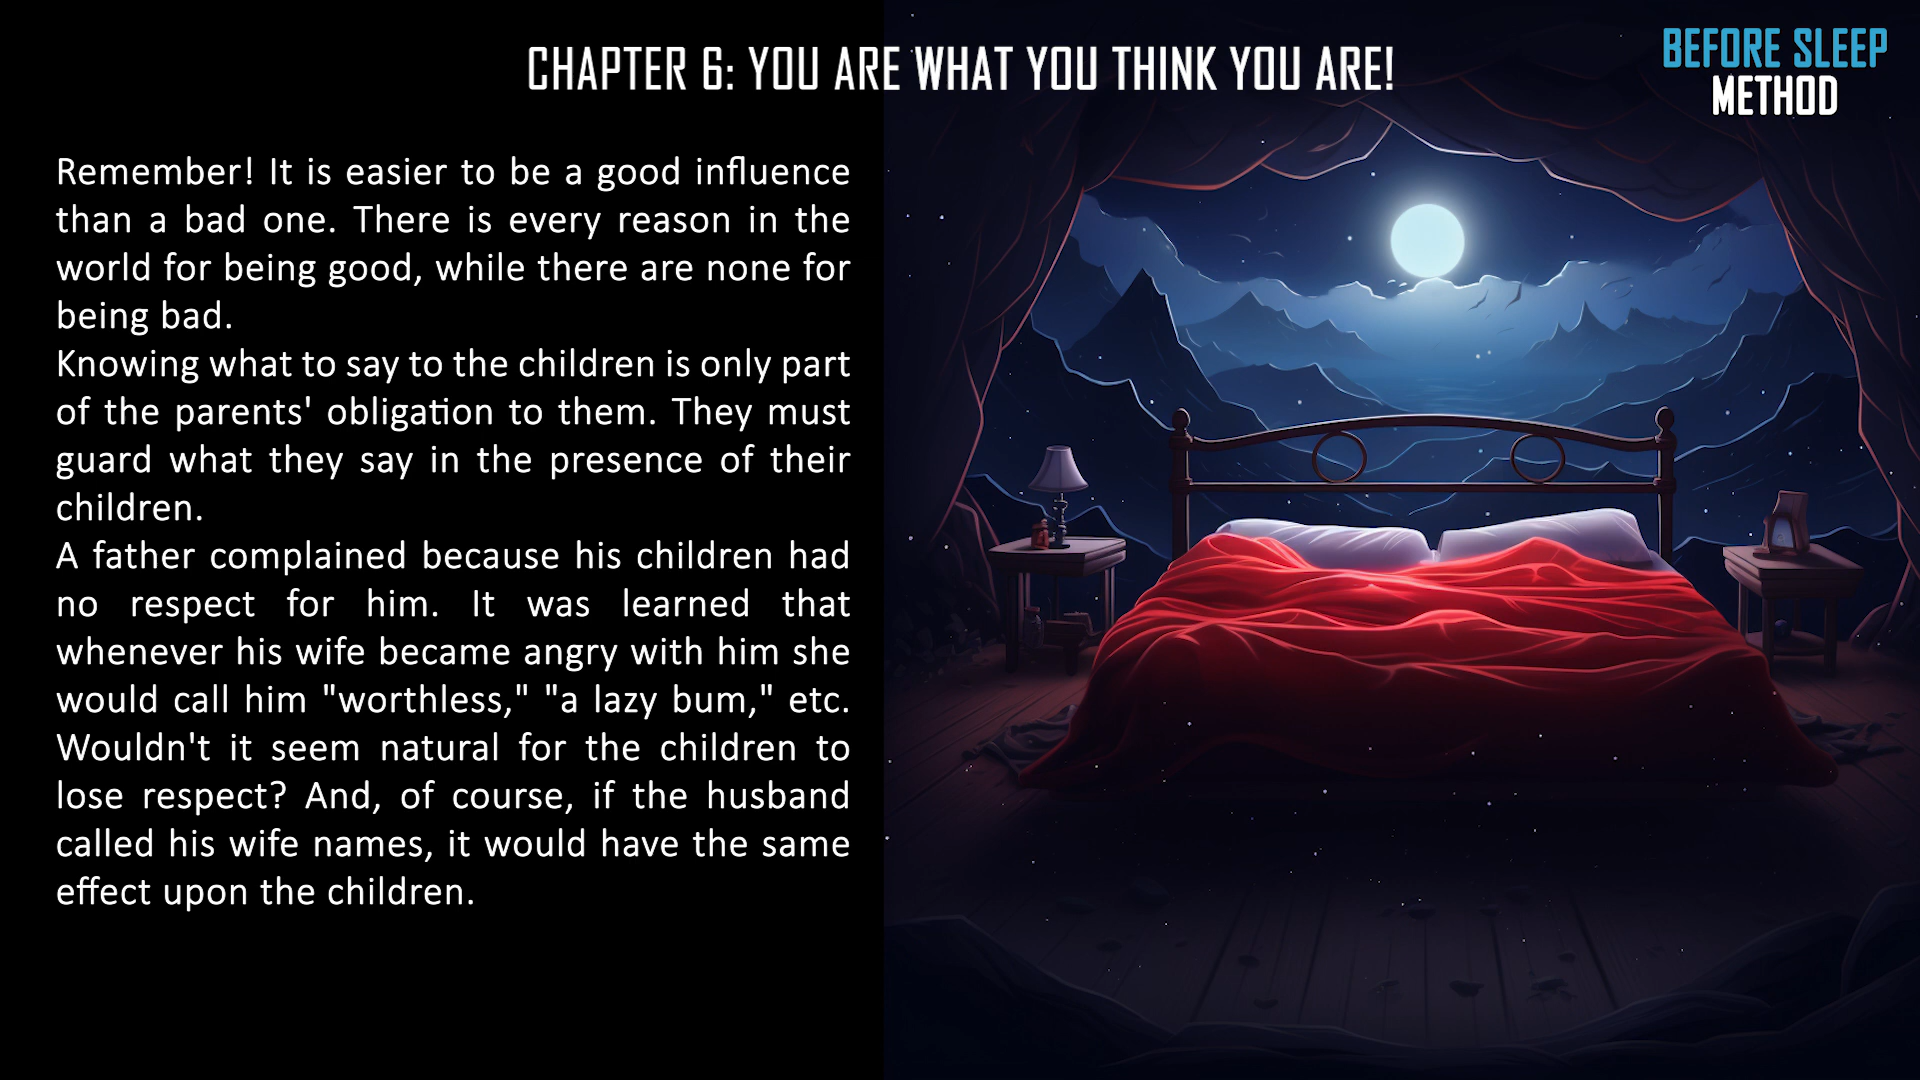 CHAPTER 6: YOU ARE WHAT YOU THINK YOU ARE!
BEFORE SLEEP
METHOD
Remember! It is easier to be a good influence
than a bad one. There is every reason in the
world for being good, while there are none for
being bad.
Knowing what to say to the children is only part
of the parents' obligation to them. They must
guard what they say in the presence of their
children.
A father complained because his children had
no respect for him. It was learned that
whenever his wife became angry with him she
would call him "worthless," "a lazy bum," etc.
Wouldn't it seem natural for the children to
lose respect? And, of course, if the husband
called his wife names, it would have the same
effect upon the children.